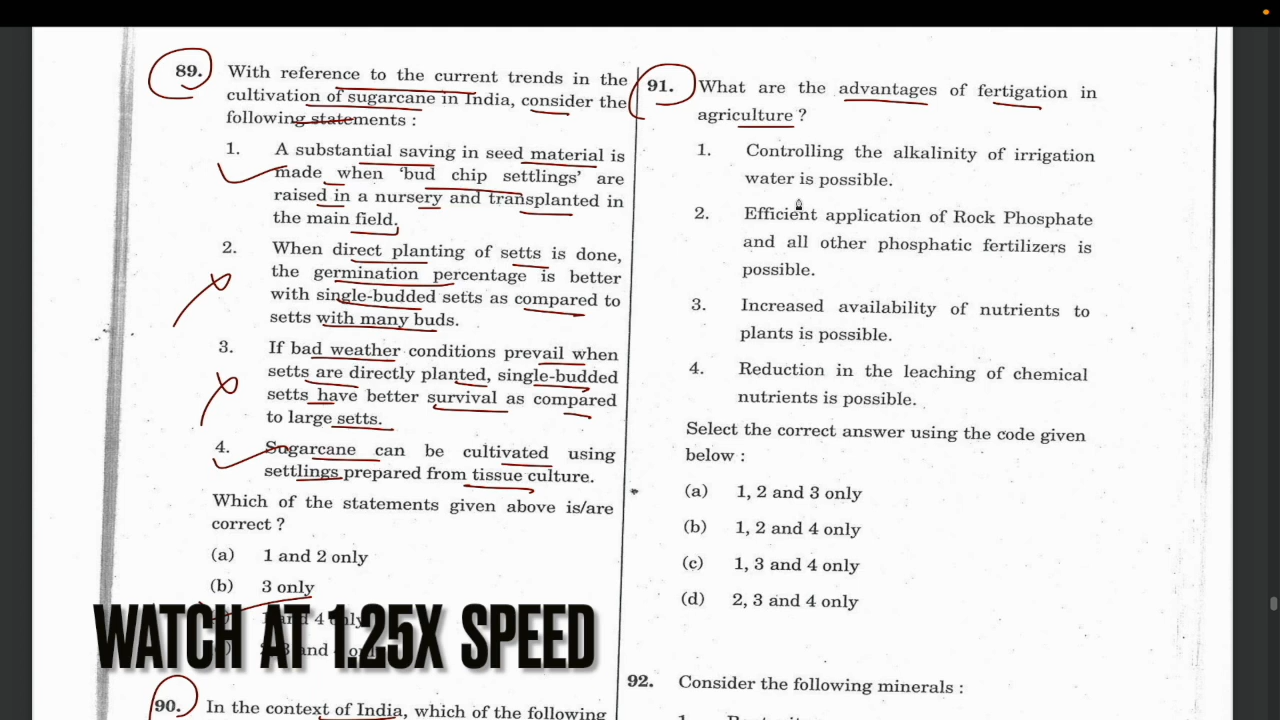 89. With reference to the current trends in the
cultivation of sugarcane in India, consider the
following statements :
1. A substantial saving in seed material is
made when 'bud chip settlings' are
raised in a nursery and transplanted in
the main field.
2. When direct planting of setts is done,
the germination percentage is better
with single-budded setts as compared to
setts with many buds.
3. If bad weather conditions prevail when
setts are directly planted, single-budded
setts have better survival as compared
to large setts.
4. Sugarcane can be cultivated using
settlings prepared from tissue culture.
Which of the statements given above is/are
correct ?
(a) 1 and 2 only
(b) 3 only
and 4 only
and
WATCH AT 1.25X SPEED
90. In the context of India, which of the following
91. What are the advantages of fertigation in
agriculture ?
1. Controlling the alkalinity of irrigation
water is possible.
2. Efficient application of Rock Phosphate
and all other phosphatic fertilizers is
possible.
3. Increased availability of nutrients to
plants is possible.
4. Reduction in the leaching of chemical
nutrients is possible.
Select the correct answer using the code given
below :
(a) 1, 2 and 3 only
(b) 1, 2 and 4 only
(c) 1, 3 and 4 only
(d) 2, 3 and 4 only
92. Consider the following minerals :